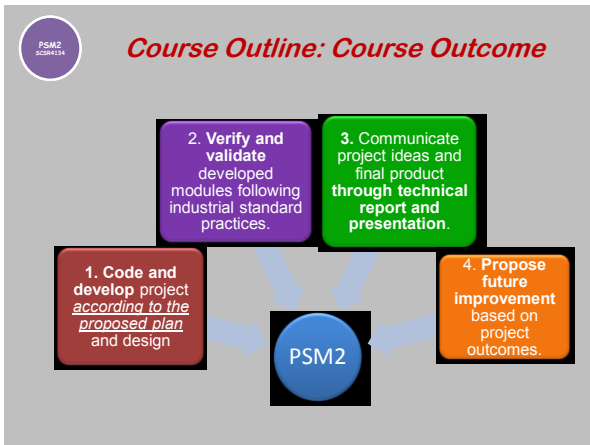 PSM2
SCSR4134
Course Outline: Course Outcome
2. Verify and
validate
developed
modules following
industrial standard
practices.
3. Communicate
project ideas and
final product
through technical
report and
presentation.
1. Code and
develop project
according to the
proposed plan
and design
4. Propose
future
improvement
based on
project
outcomes.
PSM2